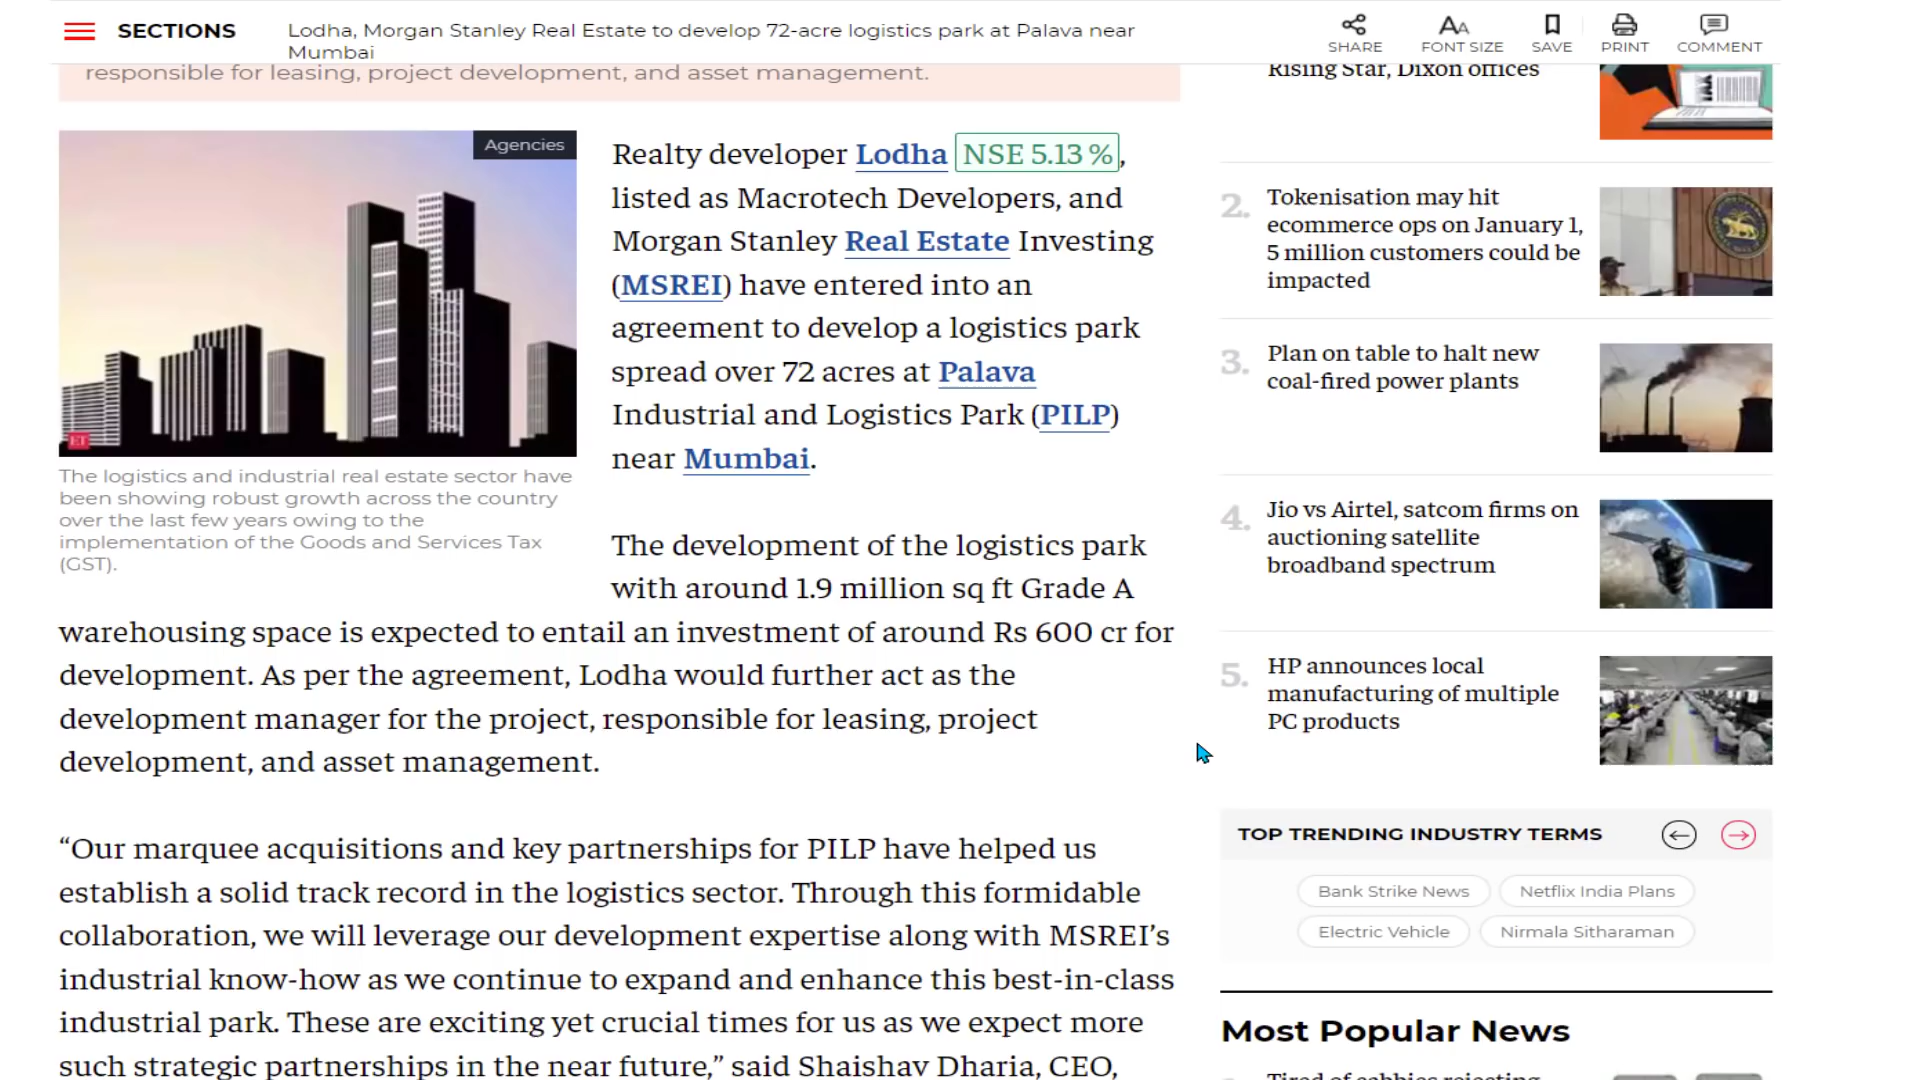 SECTIONS
Lodha, Morgan Stanley Real Estate to develop 72-acre logistics park at Palava near
Mumbai
SHARE
FONT SIZE
SAVE
PRINT
COMMENT
responsible for leasing, project development, and asset management.
Agencies
ET
The logistics and industrial real estate sector have
been showing robust growth across the country
over the last few years owing to the
implementation of the Goods and Services Tax
(GST).
Realty developer Lodha NSE 5.13 %,
listed as Macrotech Developers, and
Morgan Stanley Real Estate Investing
(MSREI) have entered into an
agreement to develop a logistics park
spread over 72 acres at Palava
Industrial and Logistics Park (PILP)
near Mumbai.
The development of the logistics park
with around 1.9 million sq ft Grade A
warehousing space is expected to entail an investment of around Rs 600 cr for
development. As per the agreement, Lodha would further act as the
development manager for the project, responsible for leasing, project
development, and asset management.
“Our marquee acquisitions and key partnerships for PILP have helped us
establish a solid track record in the logistics sector. Through this formidable
collaboration, we will leverage our development expertise along with MSREI’s
industrial know-how as we continue to expand and enhance this best-in-class
industrial park. These are exciting yet crucial times for us as we expect more
such strategic partnerships in the near future,” said Shaishav Dharia, CEO,
Rising Star, Dixon offices
2.
Tokenisation may hit
ecommerce ops on January 1,
5 million customers could be
impacted
3.
Plan on table to halt new
coal-fired power plants
4.
Jio vs Airtel, satcom firms on
auctioning satellite
broadband spectrum
5.
HP announces local
manufacturing of multiple
PC products
TOP TRENDING INDUSTRY TERMS
Bank Strike News
Netflix India Plans
Electric Vehicle
Nirmala Sitharaman
Most Popular News
Tired of cabbies rejecting